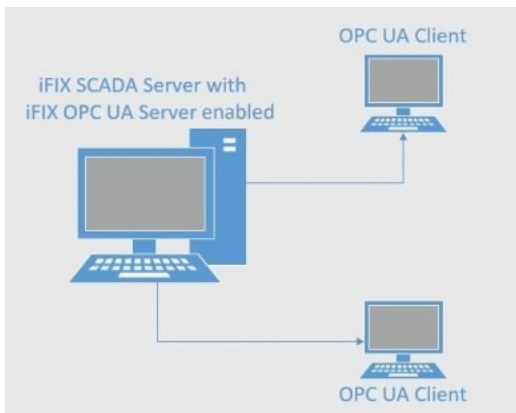 OPC UA Client
iFIX SCADA Server with
iFIX OPC UA Server enabled
OPC UA Client